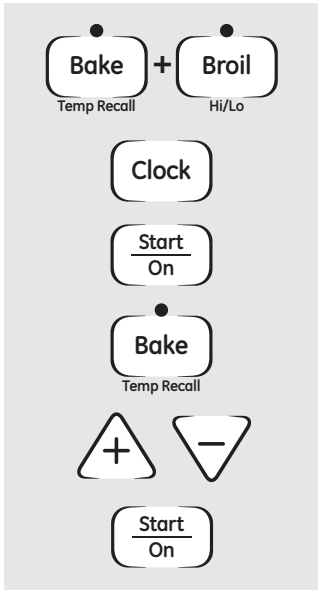 Bake + Broil
Temp Recall Hi/Lo
Clock
Start
On
Bake
Temp Recall
+ −
Start
On